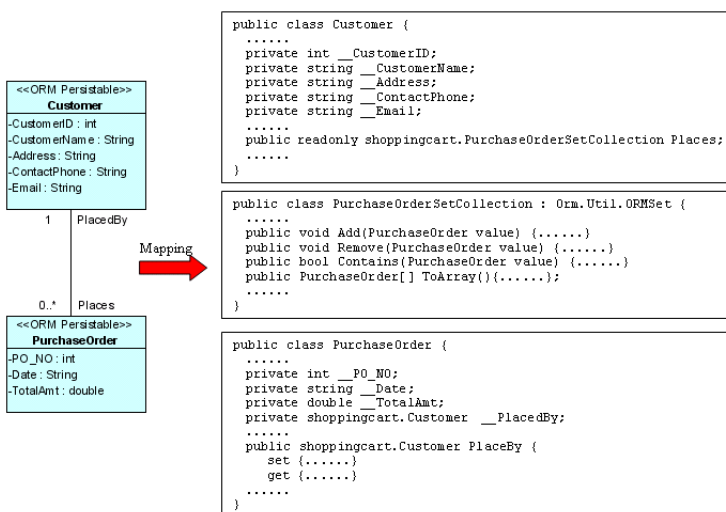 <<ORM Persistable>>
Customer
-CustomerID : int
-CustomerName : String
-Address : String
-ContactPhone : String
-Email : String
1 PlacedBy
0..* Places
<<ORM Persistable>>
PurchaseOrder
-PO_NO : int
-Date : String
-TotalAmt : double
Mapping
public class Customer {
......
private int __CustomerID;
private string __CustomerName;
private string __Address;
private string __ContactPhone;
private string __Email;
......
public readonly shoppingcart.PurchaseOrderSetCollection Places;
......
}
public class PurchaseOrderSetCollection : Orm.Util.ORMSet {
......
public void Add(PurchaseOrder value) {......}
public void Remove(PurchaseOrder value) {......}
public bool Contains(PurchaseOrder value) {......}
public PurchaseOrder[] ToArray(){......};
......
}
public class PurchaseOrder {
......
private int __PO_NO;
private string __Date;
private double __TotalAmt;
private shoppingcart.Customer __PlacedBy;
......
public shoppingcart.Customer PlaceBy {
set {......}
get {......}
......
}